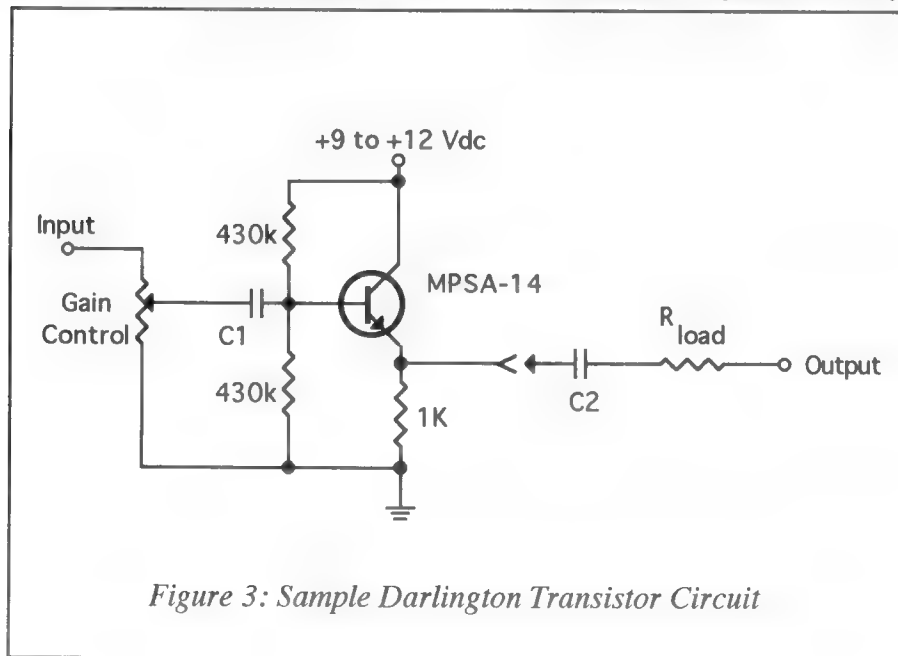 +9 to +12 Vdc
Input
430k
MPSA-14
Gain
Control
C1
R
load
Output
C2
430k
1K
Figure 3: Sample Darlington Transistor Circuit